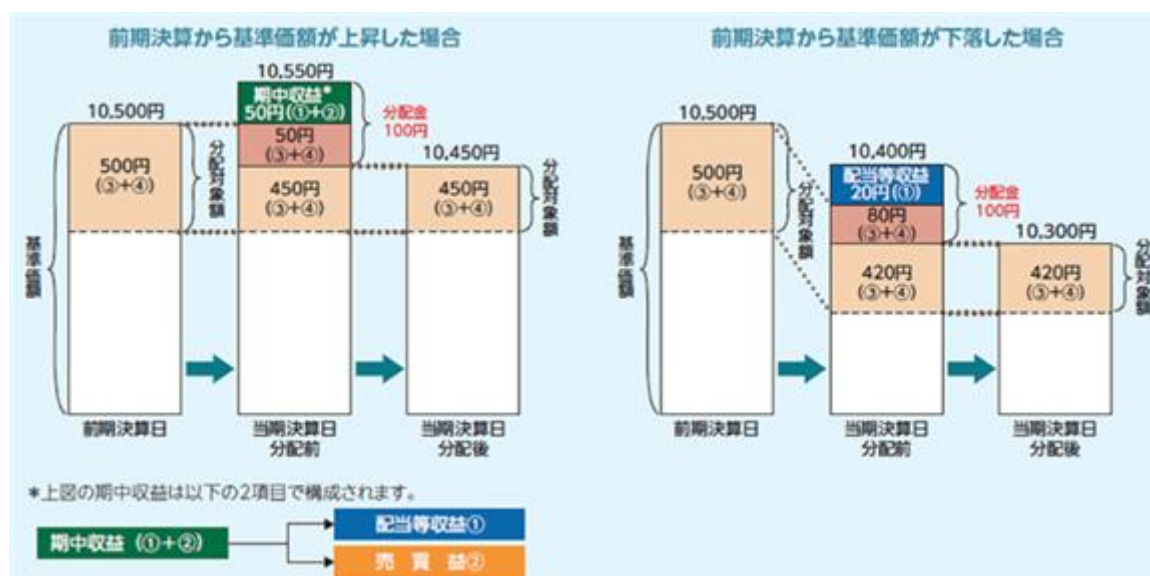 前期決算から基準価額が上昇した場合
10,550円
10,500円
期中収益*
50円(①+②)
分配金
100円
50円
(③+④)
10,450円
500円
(③+④)
分配対象額
450円
(③+④)
450円
(③+④)
分配対象額
基準価額
前期決算日
当期決算日
分配前
当期決算日
分配後
前期決算から基準価額が下落した場合
10,500円
10,400円
500円
(③+④)
分配対象額
配当等収益
20円(①)
分配金
100円
80円
(③+④)
10,300円
420円
(③+④)
420円
(③+④)
分配対象額
基準価額
前期決算日
当期決算日
分配前
当期決算日
分配後
*上図の期中収益は以下の2項目で構成されます。
期中収益 (①+②)
配当等収益①
売 買 益②